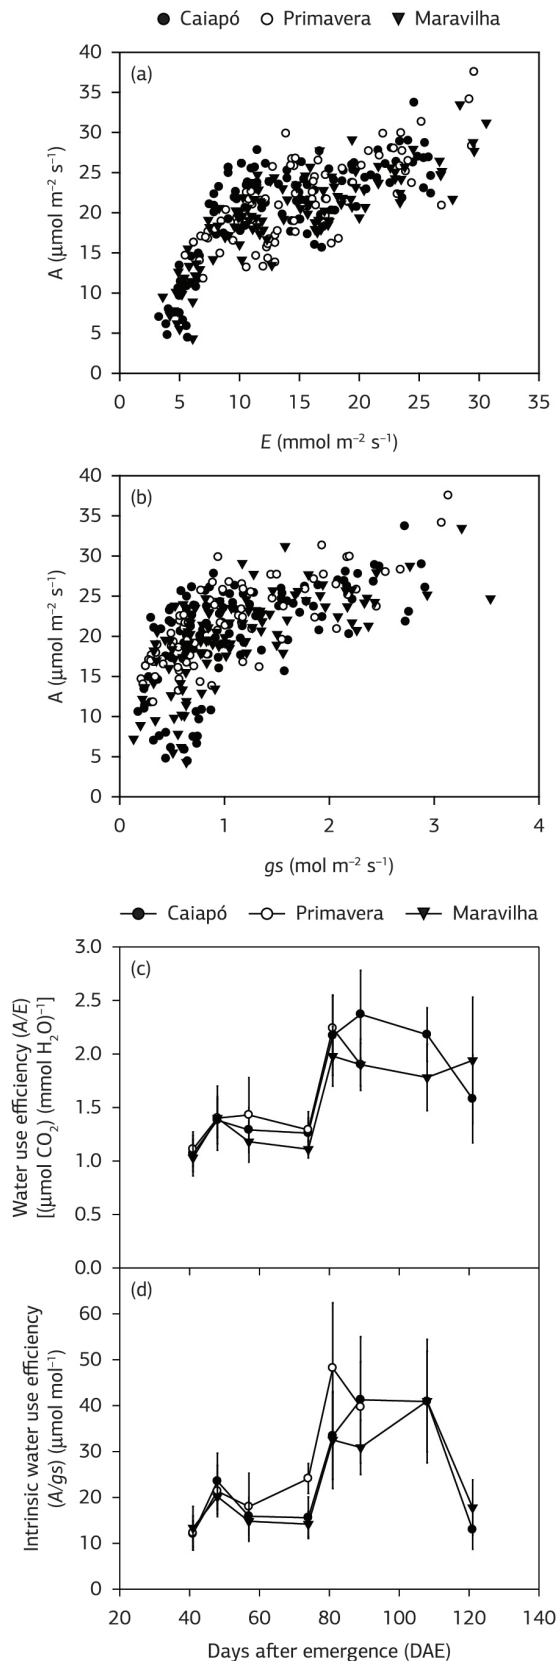 Caiapó Primavera Maravilha
40
(a)
35
30
25
A (µmol m⁻² s⁻¹)
20
15
10
5
0
0 5 10 15 20 25 30 35
E (mmol m⁻² s⁻¹)
40
(b)
35
30
25
A (µmol m⁻² s⁻¹)
20
15
10
5
0
0 1 2 3 4
gs (mol m⁻² s⁻¹)
Caiapó Primavera Maravilha
3.0
(c)
2.5
2.0
Water use efficiency (A/E)
[(µmol CO₂) (mmol H₂O)⁻¹]
1.5
1.0
0.5
0.0
(d)
60
50
40
Intrinsic water use efficiency
(A/gs) (µmol mol⁻¹)
30
20
10
0
20 40 60 80 100 120 140
Days after emergence (DAE)